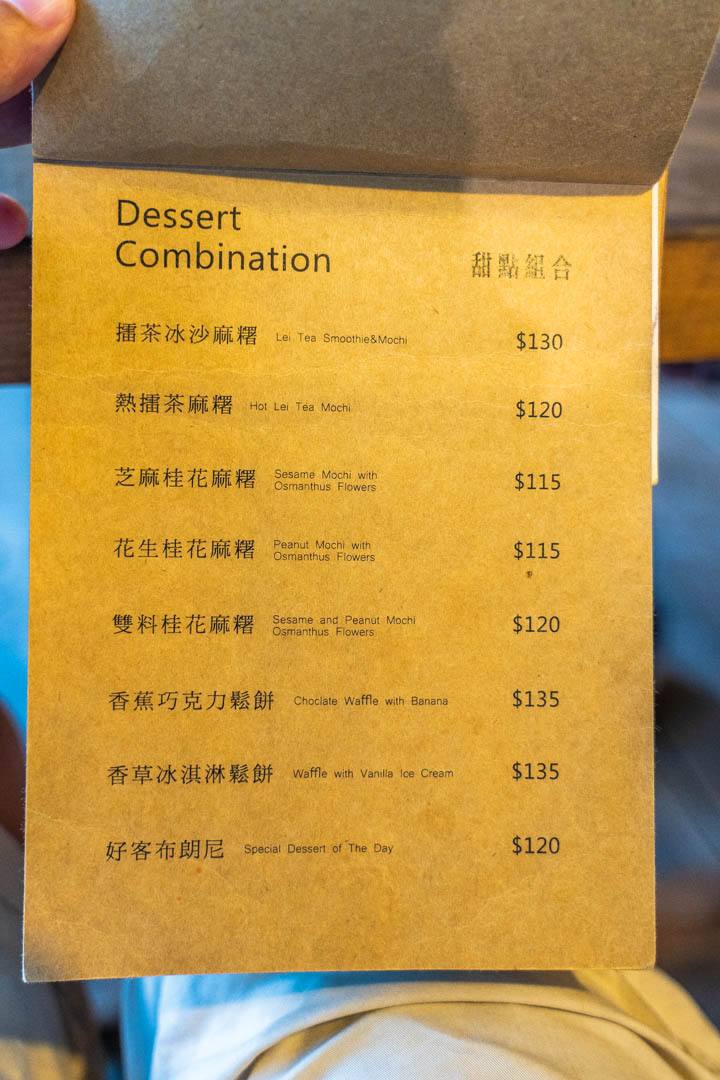 Dessert
Combination
甜點組合
擂茶冰沙麻糬 Lei Tea Smoothie&Mochi $130
熱擂茶麻糬 Hot Lei Tea Mochi $120
芝麻桂花麻糬 Sesame Mochi with
Osmanthus Flowers $115
花生桂花麻糬 Peanut Mochi with
Osmanthus Flowers $115
雙料桂花麻糬 Sesame and Peanut Mochi
Osmanthus Flowers $120
香蕉巧克力鬆餅 Choclate Waffle with Banana $135
香草冰淇淋鬆餅 Waffle with Vanilla Ice Cream $135
好客布朗尼 Special Dessert of The Day $120